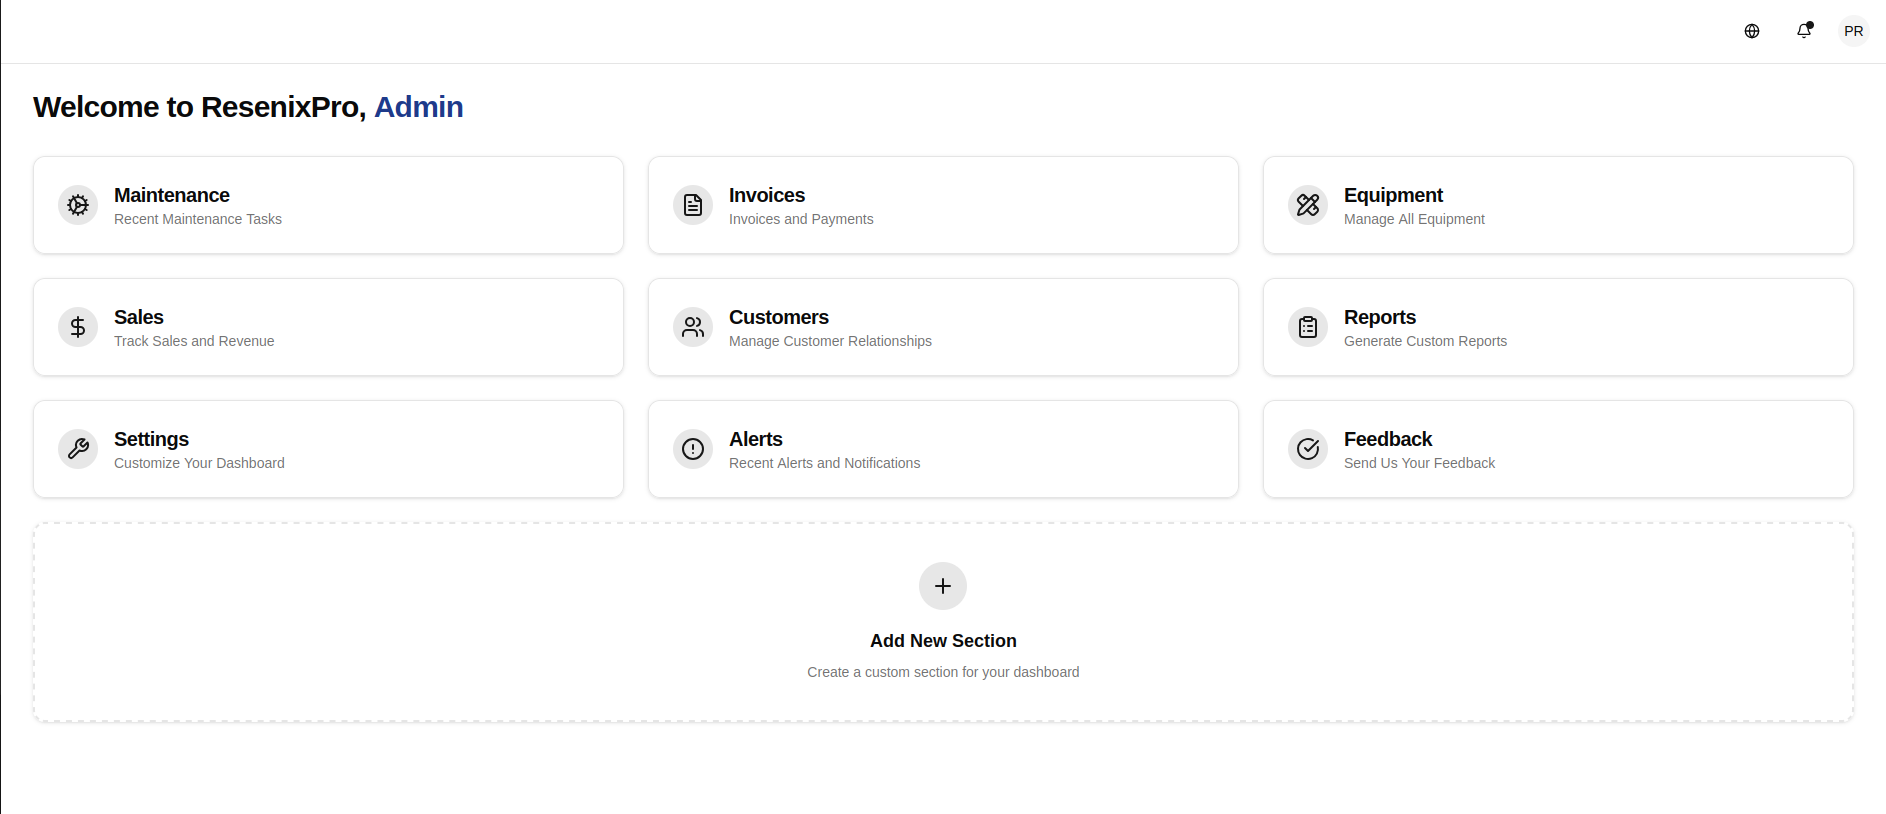 PR
Welcome to ResenixPro, Admin
Maintenance
Recent Maintenance Tasks
Invoices
Invoices and Payments
Equipment
Manage All Equipment
Sales
Track Sales and Revenue
Customers
Manage Customer Relationships
Reports
Generate Custom Reports
Settings
Customize Your Dashboard
Alerts
Recent Alerts and Notifications
Feedback
Send Us Your Feedback
Add New Section
Create a custom section for your dashboard